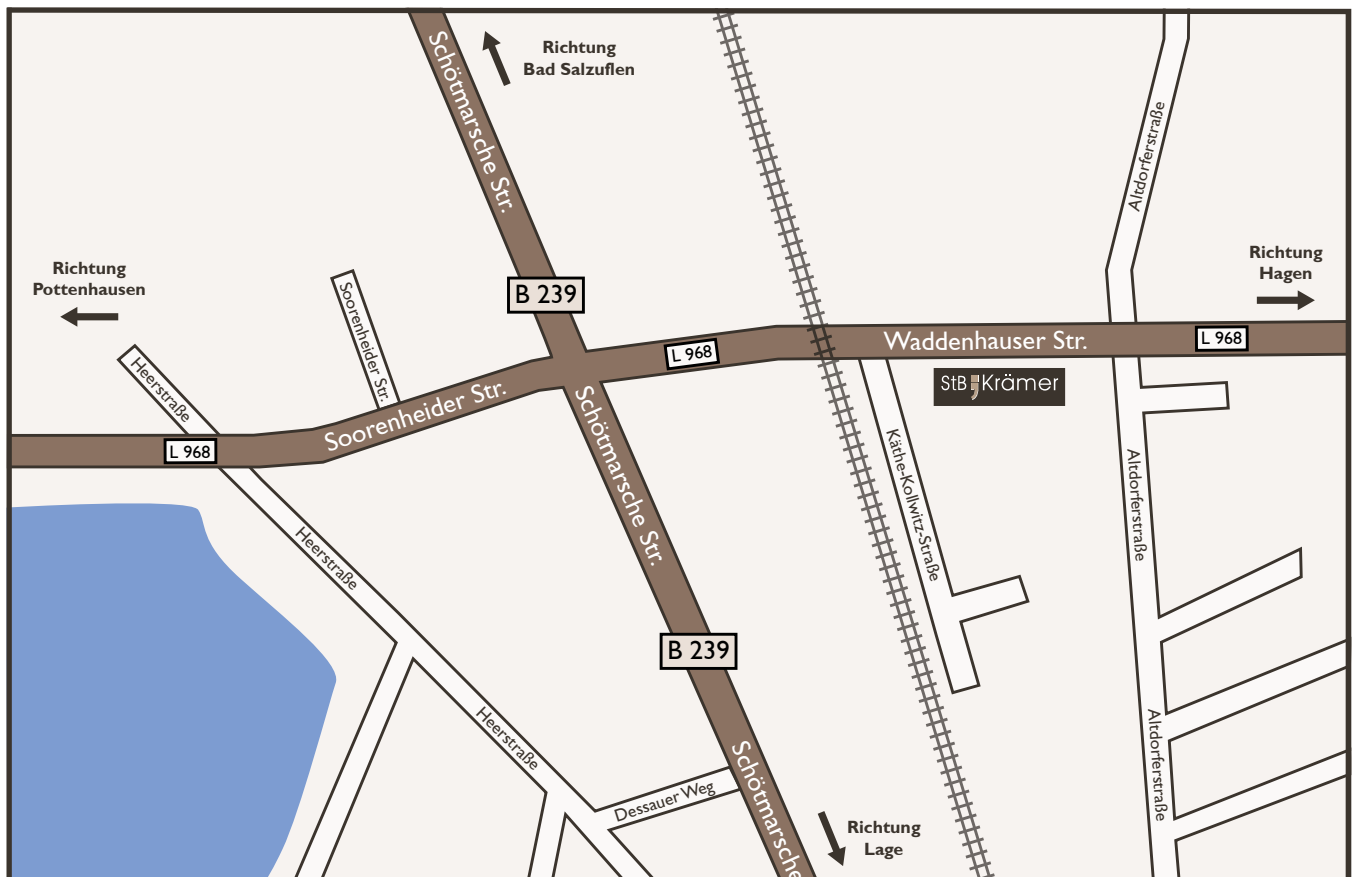 Richtung
Bad Salzuflen
Schötmarsche Str.
Altdorferstraße
Richtung
Hagen
Richtung
Pottenhausen
B 239
Soorenheider Str.
Waddenhauser Str.
L 968
L 968
Heerstraße
StB Krämer
Soorenheider Str.
L 968
Schötmarsche Str.
Käthe-Kollwitz-Straße
Altdorferstraße
Heerstraße
B 239
Heerstraße
Altdorferstraße
Schötmarsche
Dessauer Weg
Richtung
Lage